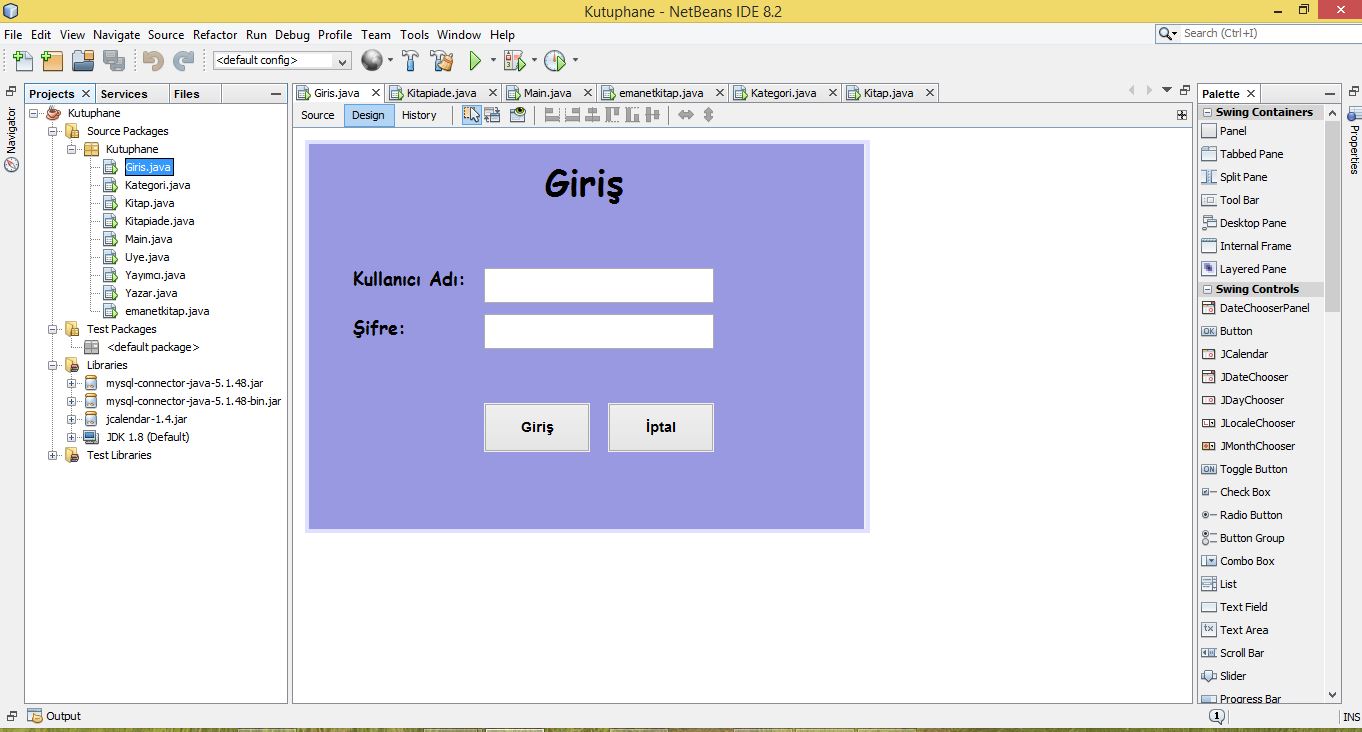 Kutuphane - NetBeans IDE 8.2
File Edit View Navigate Source Refactor Run Debug Profile Team Tools Window Help
Search (Ctrl+I)
<default config>
Projects Services Files
Navigator
Kutuphane
Source Packages
Kutuphane
Giris.java
Kategori.java
Kitap.java
Kitapiade.java
Main.java
Uye.java
Yayımcı.java
Yazar.java
emanetkitap.java
Test Packages
<default package>
Libraries
mysql-connector-java-5.1.48.jar
mysql-connector-java-5.1.48-bin.jar
jcalendar-1.4.jar
JDK 1.8 (Default)
Test Libraries
Giris.java Kitapiade.java Main.java emanetkitap.java Kategori.java Kitap.java
Source Design History
Giriş
Kullanıcı Adı:
Şifre:
Giriş İptal
Palette
Swing Containers
Panel
Tabbed Pane
Split Pane
Tool Bar
Desktop Pane
Internal Frame
Layered Pane
Swing Controls
DateChooserPanel
OK Button
JCalendar
JDateChooser
JDayChooser
JLocaleChooser
JMonthChooser
ON Toggle Button
Check Box
Radio Button
Button Group
Combo Box
List
Text Field
tx Text Area
Scroll Bar
Slider
Progress Bar
Properties
Output
1
INS